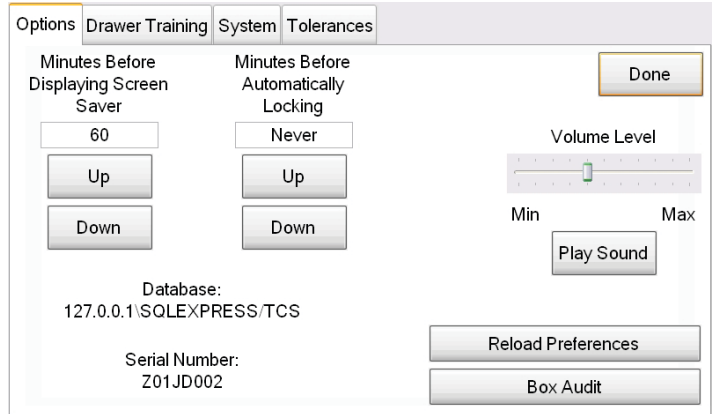 Options
Drawer Training
System
Tolerances
Minutes Before
Displaying Screen
Saver
60
Up
Down
Minutes Before
Automatically
Locking
Never
Up
Down
Done
Volume Level
Min
Max
Play Sound
Database:
127.0.0.1\SQLEXPRESS/TCS
Serial Number:
Z01JD002
Reload Preferences
Box Audit